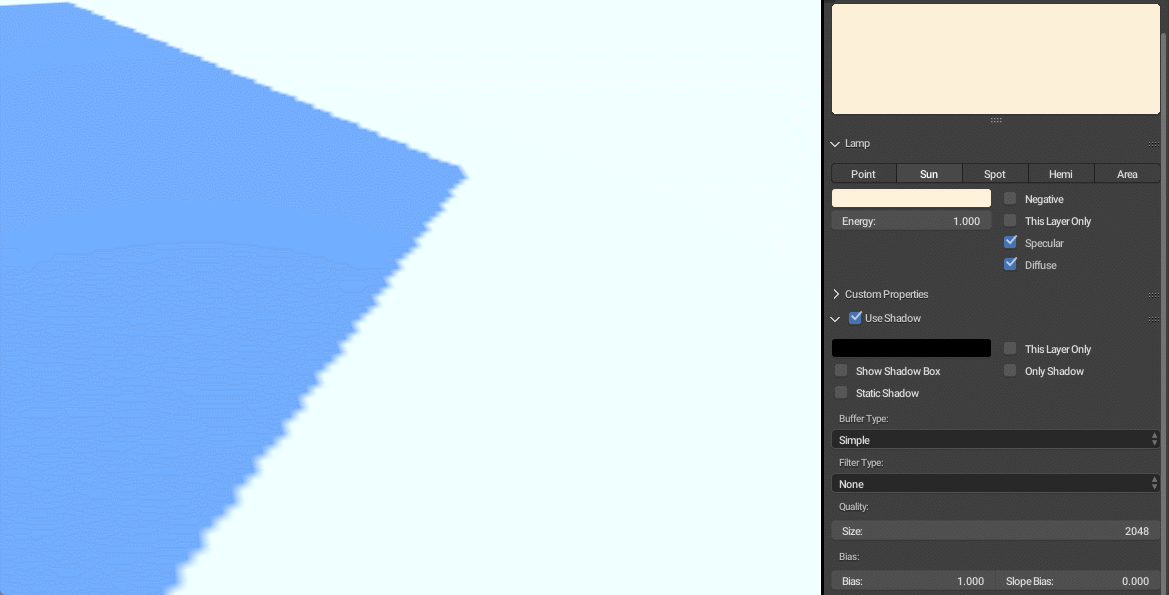 Lamp
Point Sun Spot Hemi Area
Negative
Energy: 1.000 This Layer Only
Specular
Diffuse
Custom Properties
Use Shadow
This Layer Only
Show Shadow Box Only Shadow
Static Shadow
Buffer Type:
Simple
Filter Type:
None
Quality:
Size: 2048
Bias:
Bias: 1.000 Slope Bias: 0.000